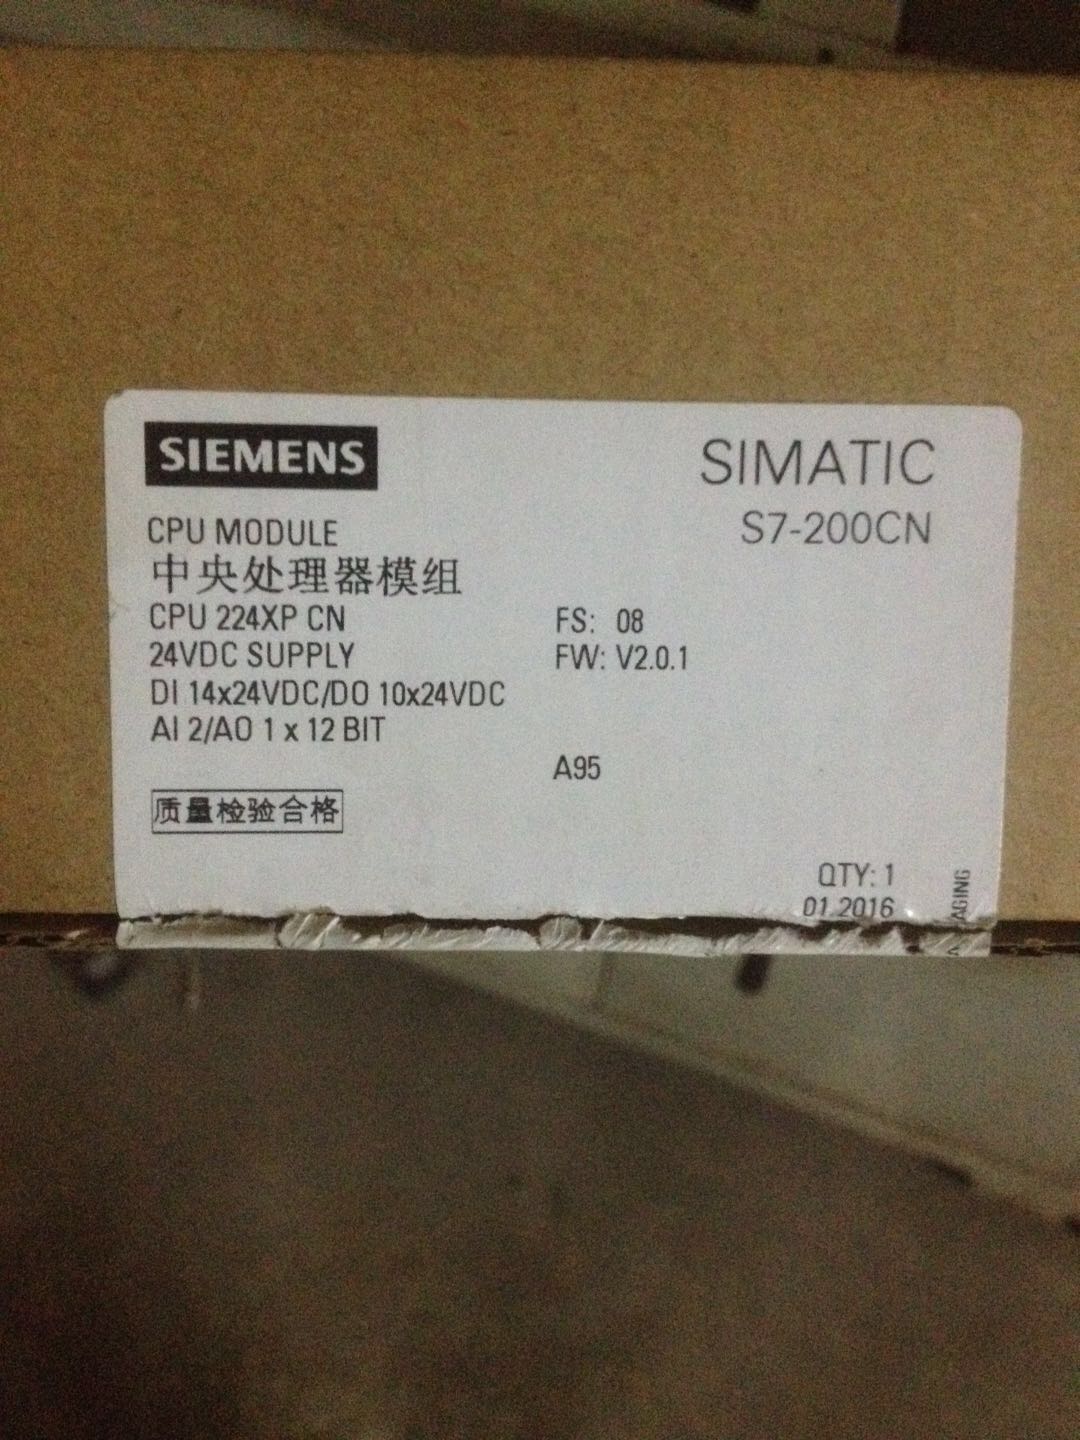 SIEMENS
SIMATIC
S7-200CN
CPU MODULE
中央处理器模组
CPU 224XP CN
FS: 08
24VDC SUPPLY
FW: V2.0.1
DI 14x24VDC/DO 10x24VDC
AI 2/AO 1 x 12 BIT
A95
质量检验合格
QTY: 1
01.2016